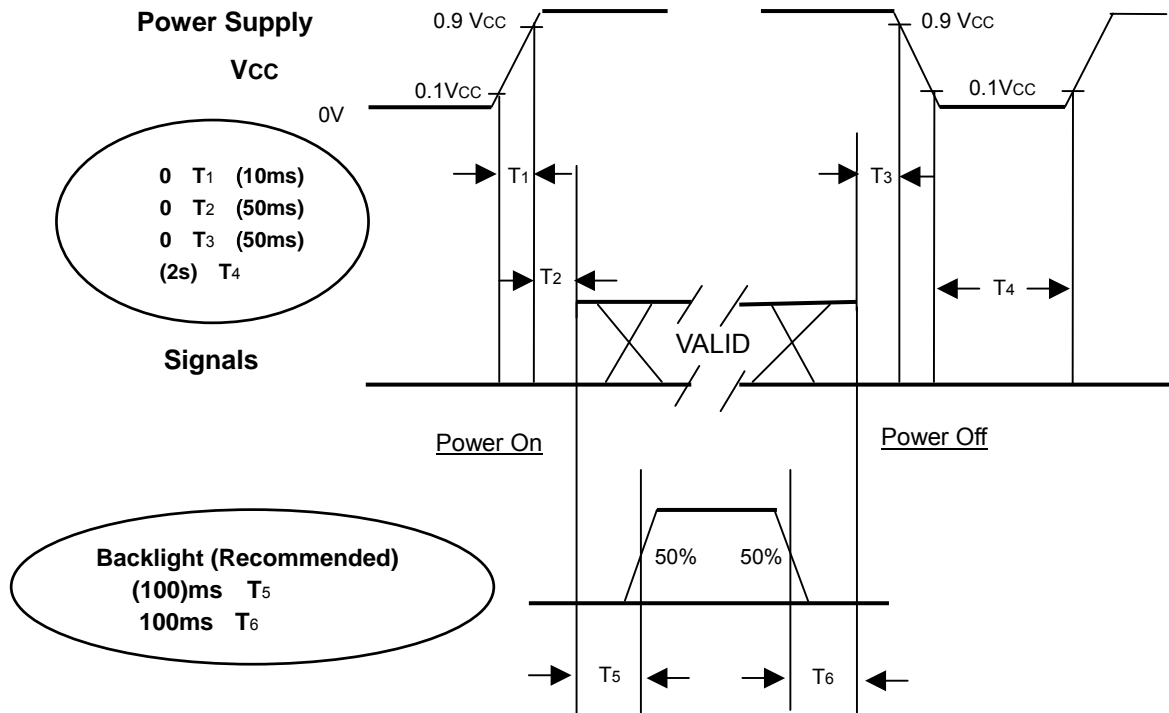 Power Supply
VCC
0.9 VCC
0.9 VCC
0.1VCC
0.1VCC
0V
0 T1 (10ms)
0 T2 (50ms)
0 T3 (50ms)
(2s) T4
T1
T3
T2
T4
VALID
Signals
Power On
Power Off
Backlight (Recommended)
(100)ms T5
100ms T6
50%
50%
T5
T6